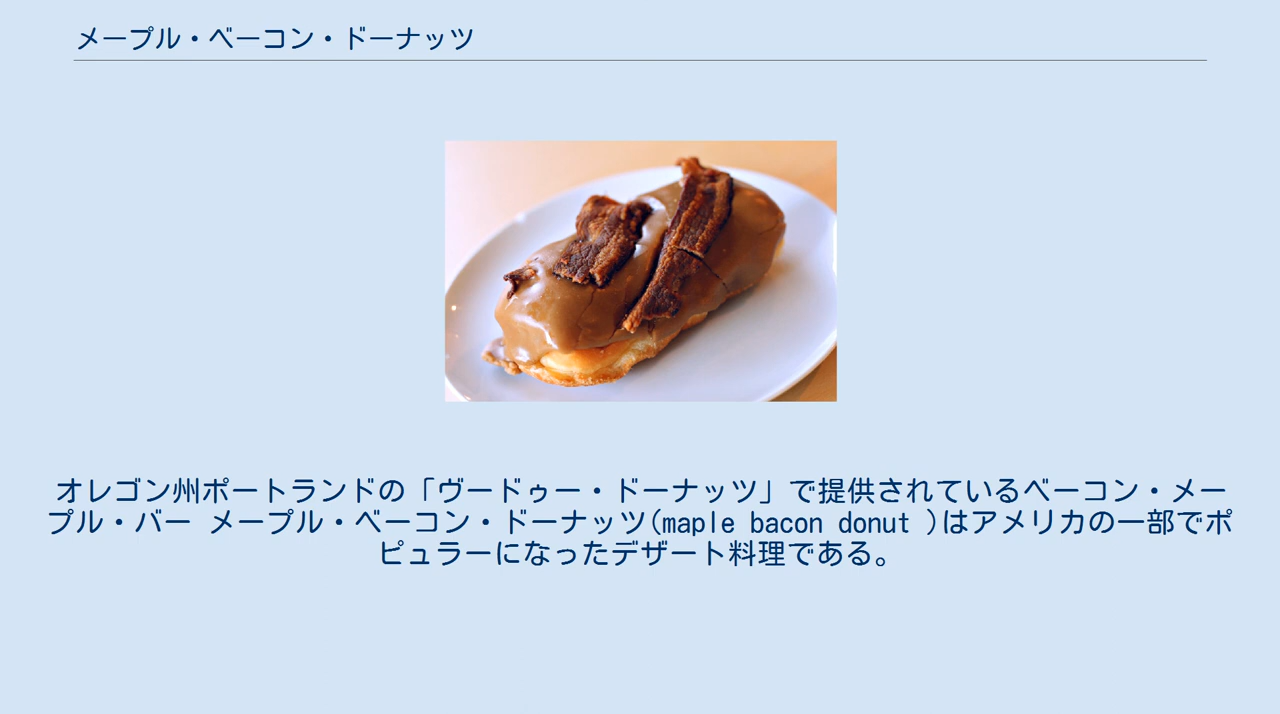 メープル・ベーコン・ドーナッツ
オレゴン州ポートランドの「ヴードゥー・ドーナッツ」で提供されているベーコン・メー
プル・バー メープル・ベーコン・ドーナッツ(maple bacon donut )はアメリカの一部でポ
ピュラーになったデザート料理である。